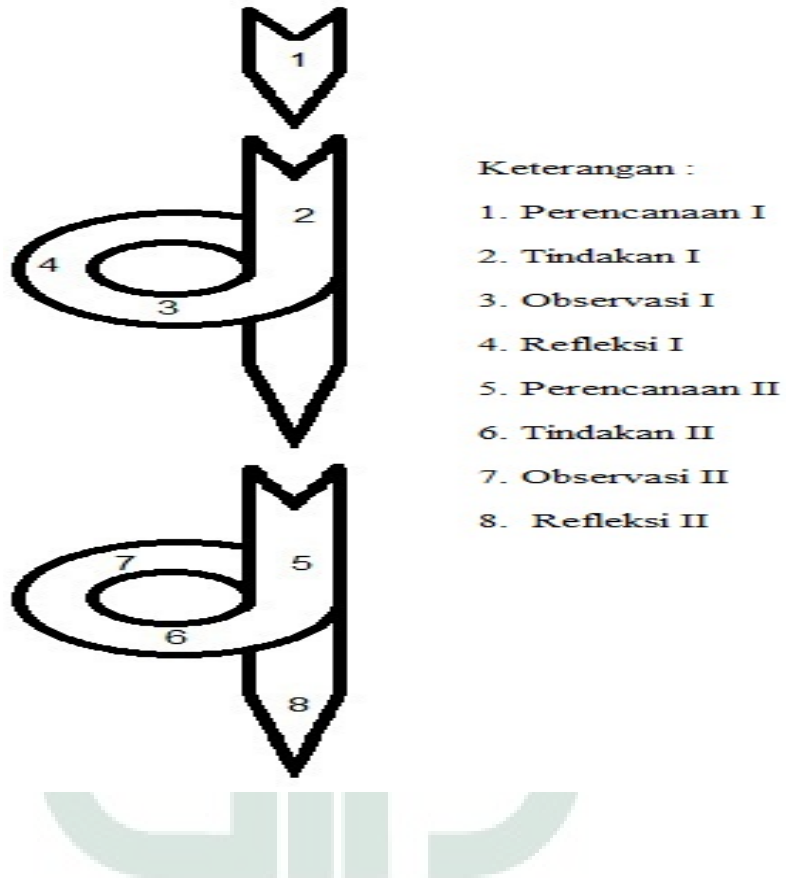 1
2
4
3
5
7
6
8
Keterangan :
1. Perencanaan I
2. Tindakan I
3. Observasi I
4. Refleksi I
5. Perencanaan II
6. Tindakan II
7. Observasi II
8. Refleksi II